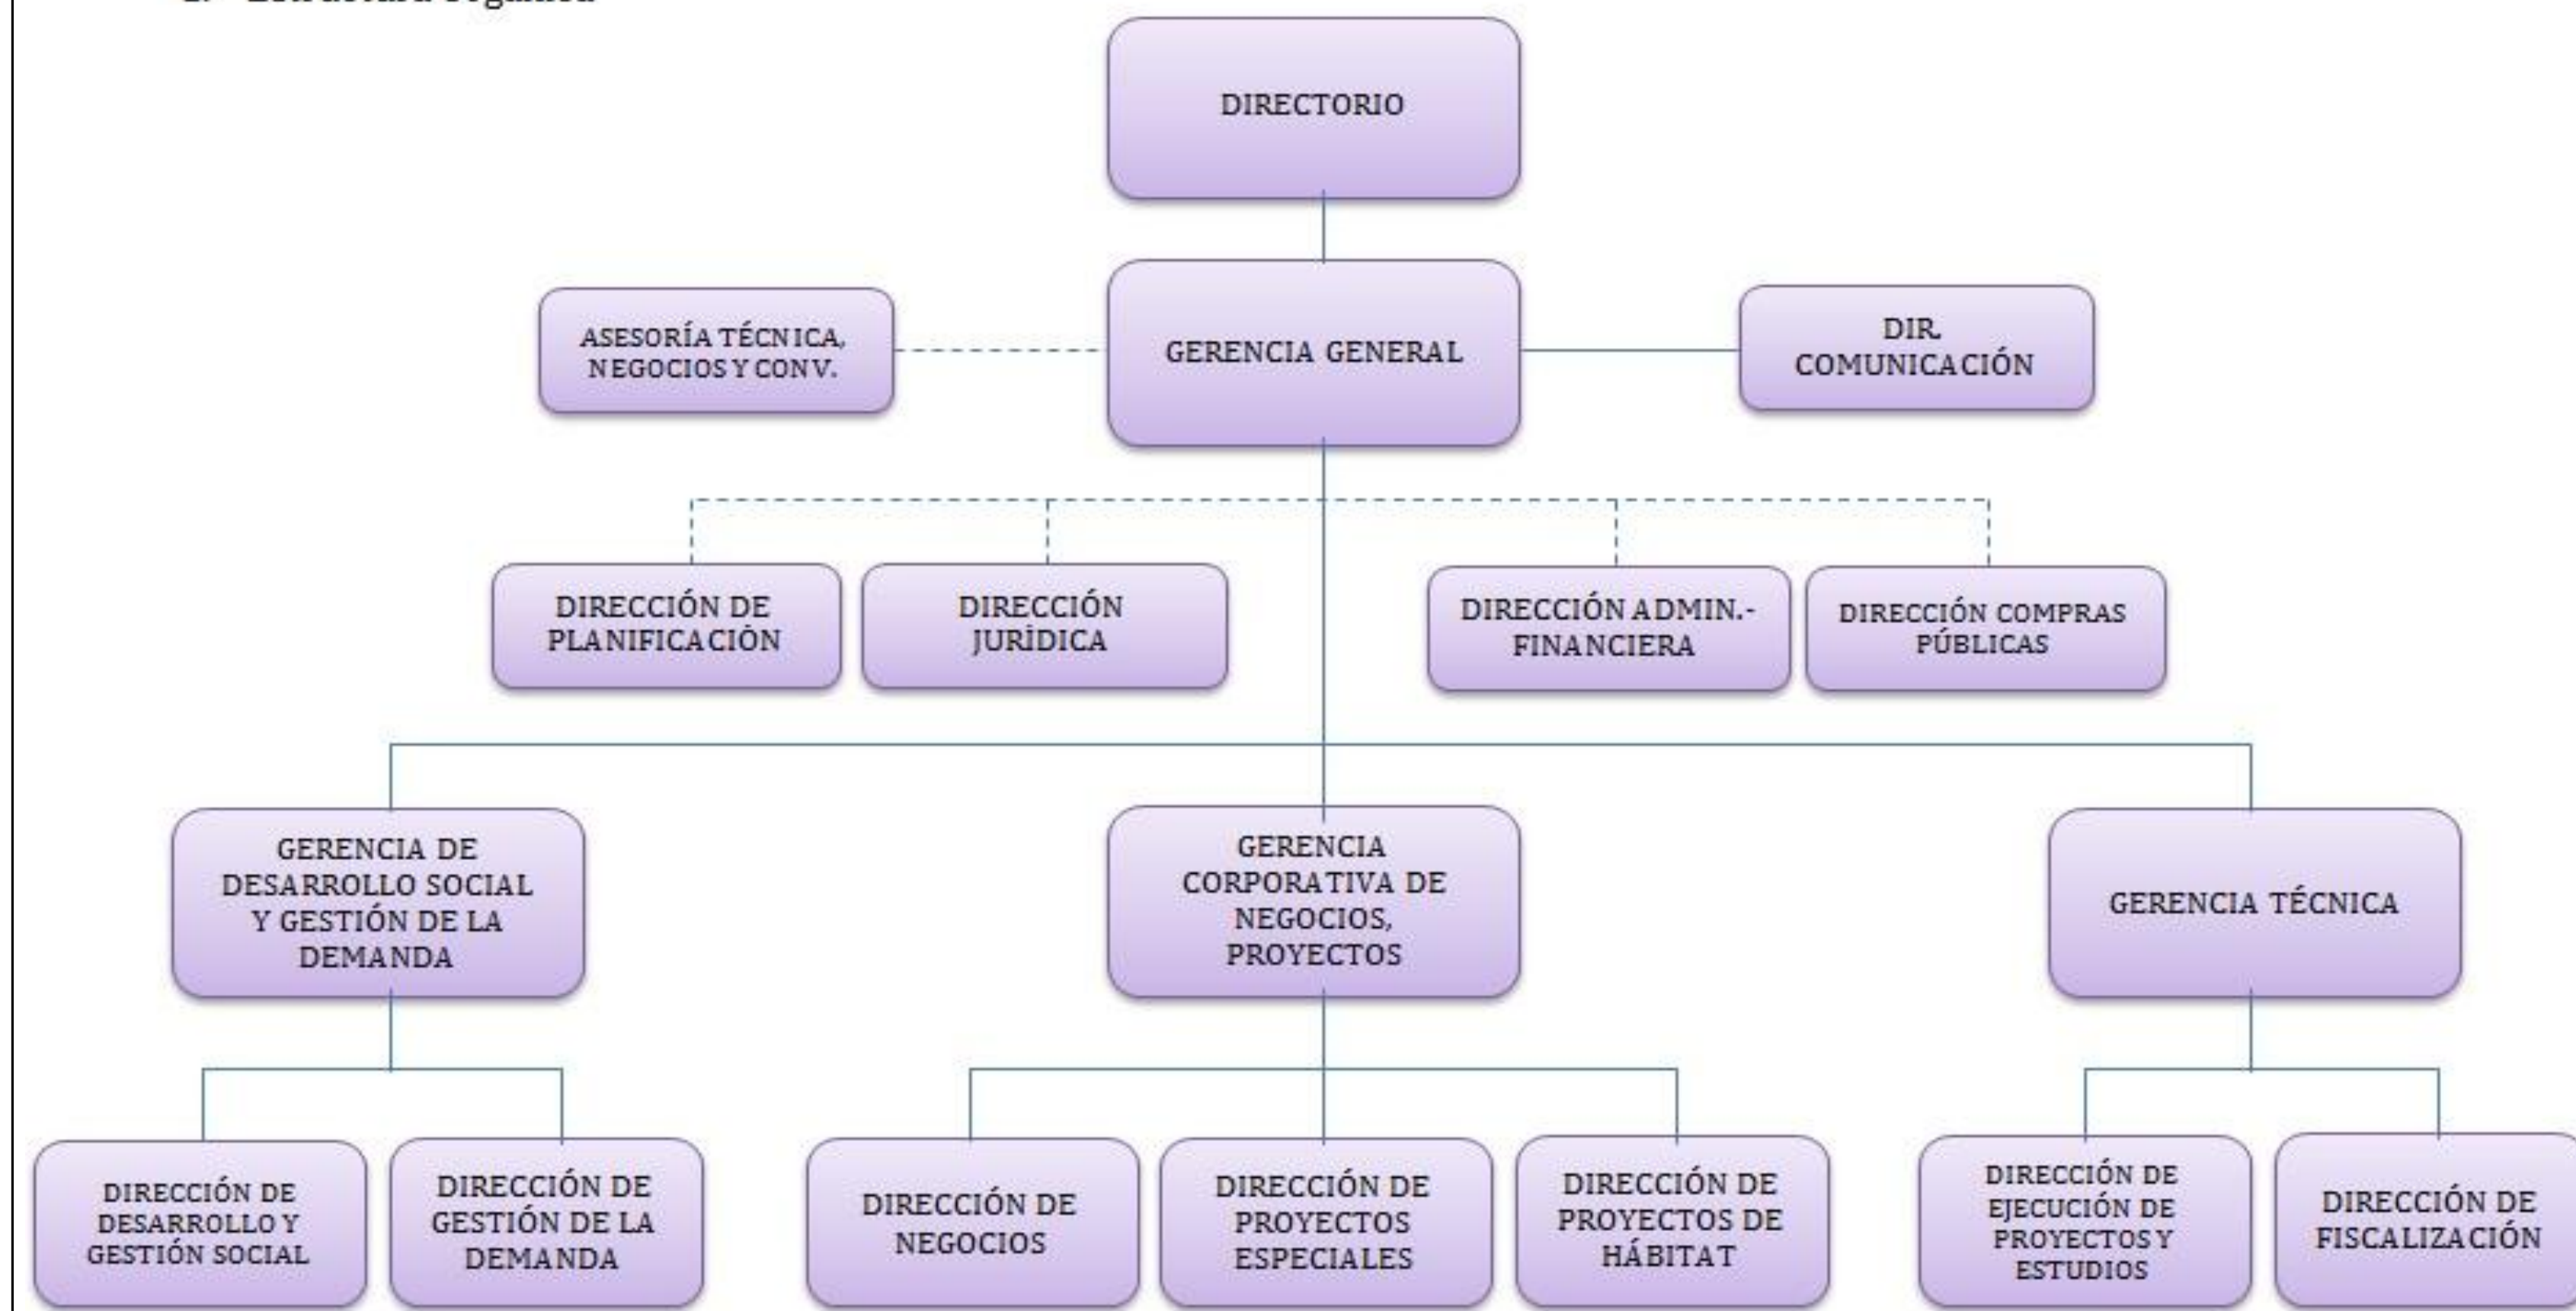 DIRECTORIO
ASESORÍA TÉCNICA,
NEGOCIOS Y CONV.
GERENCIA GENERAL
DIR.
COMUNICACIÓN
DIRECCIÓN DE
PLANIFICACIÓN
DIRECCIÓN
JURÍDICA
DIRECCIÓN ADMIN.-
FINANCIERA
DIRECCIÓN COMPRAS
PÚBLICAS
GERENCIA DE
DESARROLLO SOCIAL
Y GESTIÓN DE LA
DEMANDA
GERENCIA
CORPORATIVA DE
NEGOCIOS,
PROYECTOS
GERENCIA TÉCNICA
DIRECCIÓN DE
DESARROLLO Y
GESTIÓN SOCIAL
DIRECCIÓN DE
GESTIÓN DE LA
DEMANDA
DIRECCIÓN DE
NEGOCIOS
DIRECCIÓN DE
PROYECTOS
ESPECIALES
DIRECCIÓN DE
PROYECTOS DE
HÁBITAT
DIRECCIÓN DE
EJECUCIÓN DE
PROYECTOS Y
ESTUDIOS
DIRECCIÓN DE
FISCALIZACIÓN